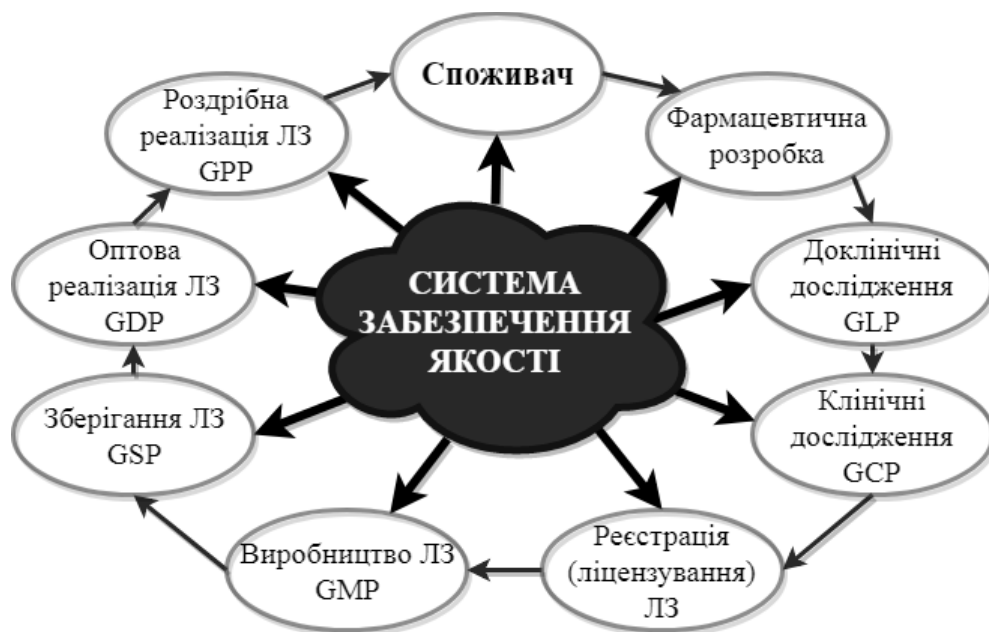 Споживач
Фармацевтична
розробка
Доклінічні
дослідження
GLP
Клінічні
дослідження
GCP
Реєстрація
(ліцензування)
ЛЗ
Виробництво ЛЗ
GMP
Зберігання ЛЗ
GSP
Оптова
реалізація ЛЗ
GDP
Роздрібна
реалізація ЛЗ
GPP
СИСТЕМА
ЗАБЕЗПЕЧЕННЯ
ЯКОСТІ